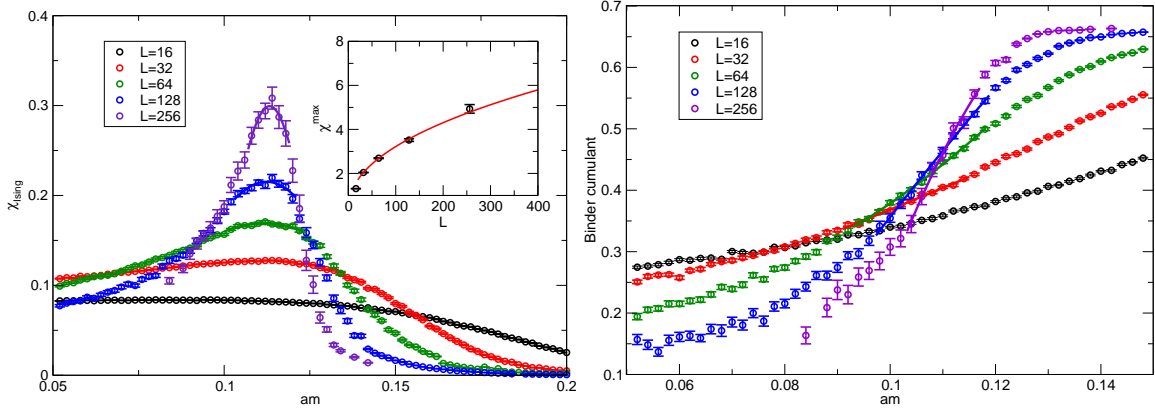 0.4
0.3
0.2
0.1
0
χIsing
L=16
L=32
L=64
L=128
L=256
8
6
4
2
χmax
0 100 200 300 400
L
0.05 0.1 0.15 0.2
am
0.7
0.6
0.5
0.4
0.3
0.2
0.1
Binder cumulant
L=16
L=32
L=64
L=128
L=256
0.06 0.08 0.1 0.12 0.14
am